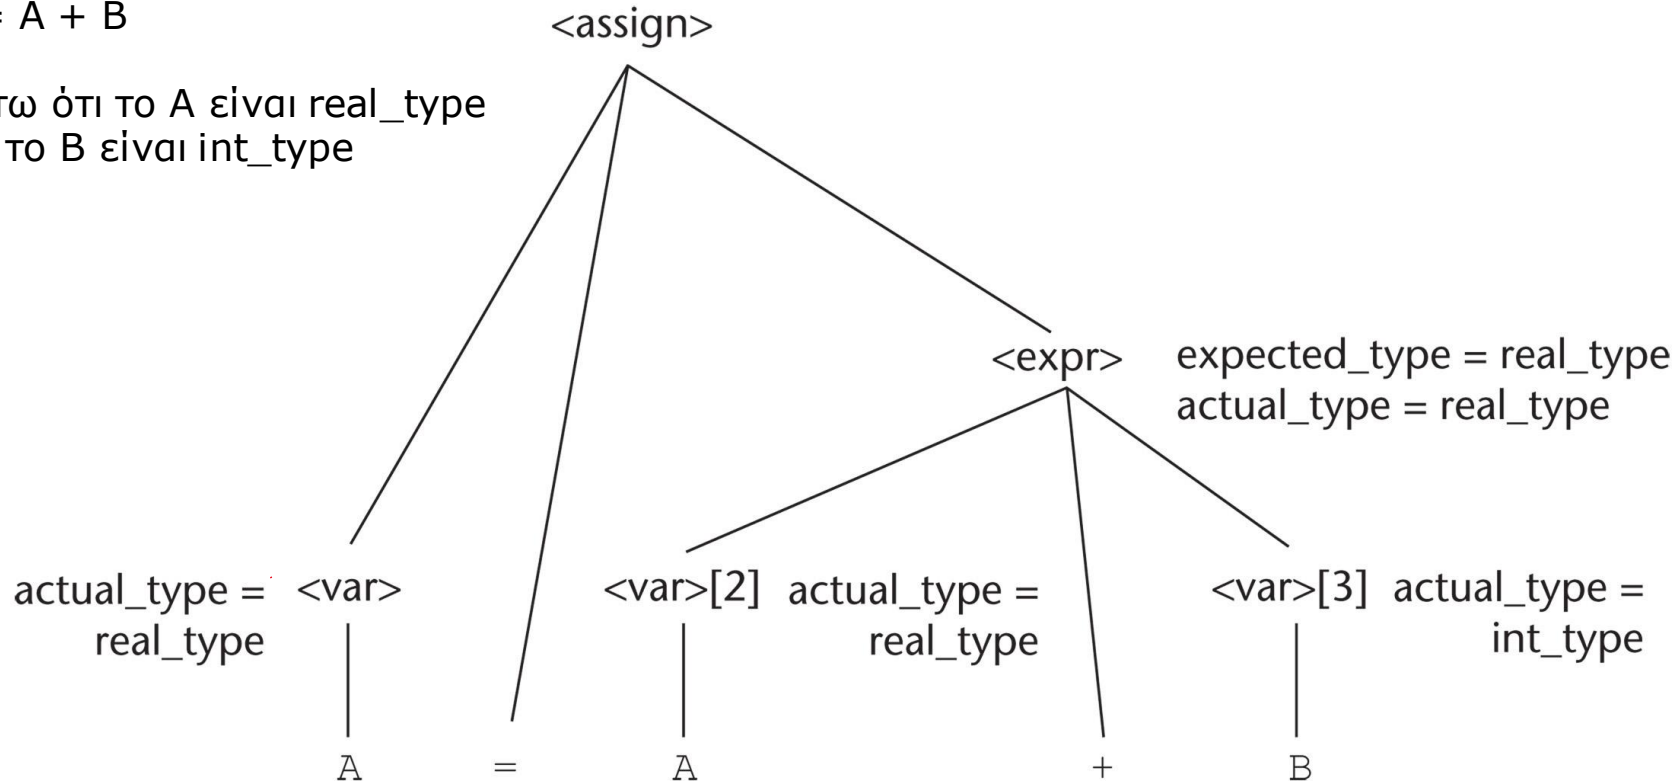 = A + B
<assign>
τω ότι το Α είναι real_type
το Β είναι int_type
<expr>
expected_type = real_type
actual_type = real_type
actual_type =
real_type
<var>
<var>[2]
actual_type =
real_type
<var>[3]
actual_type =
int_type
A = A + B